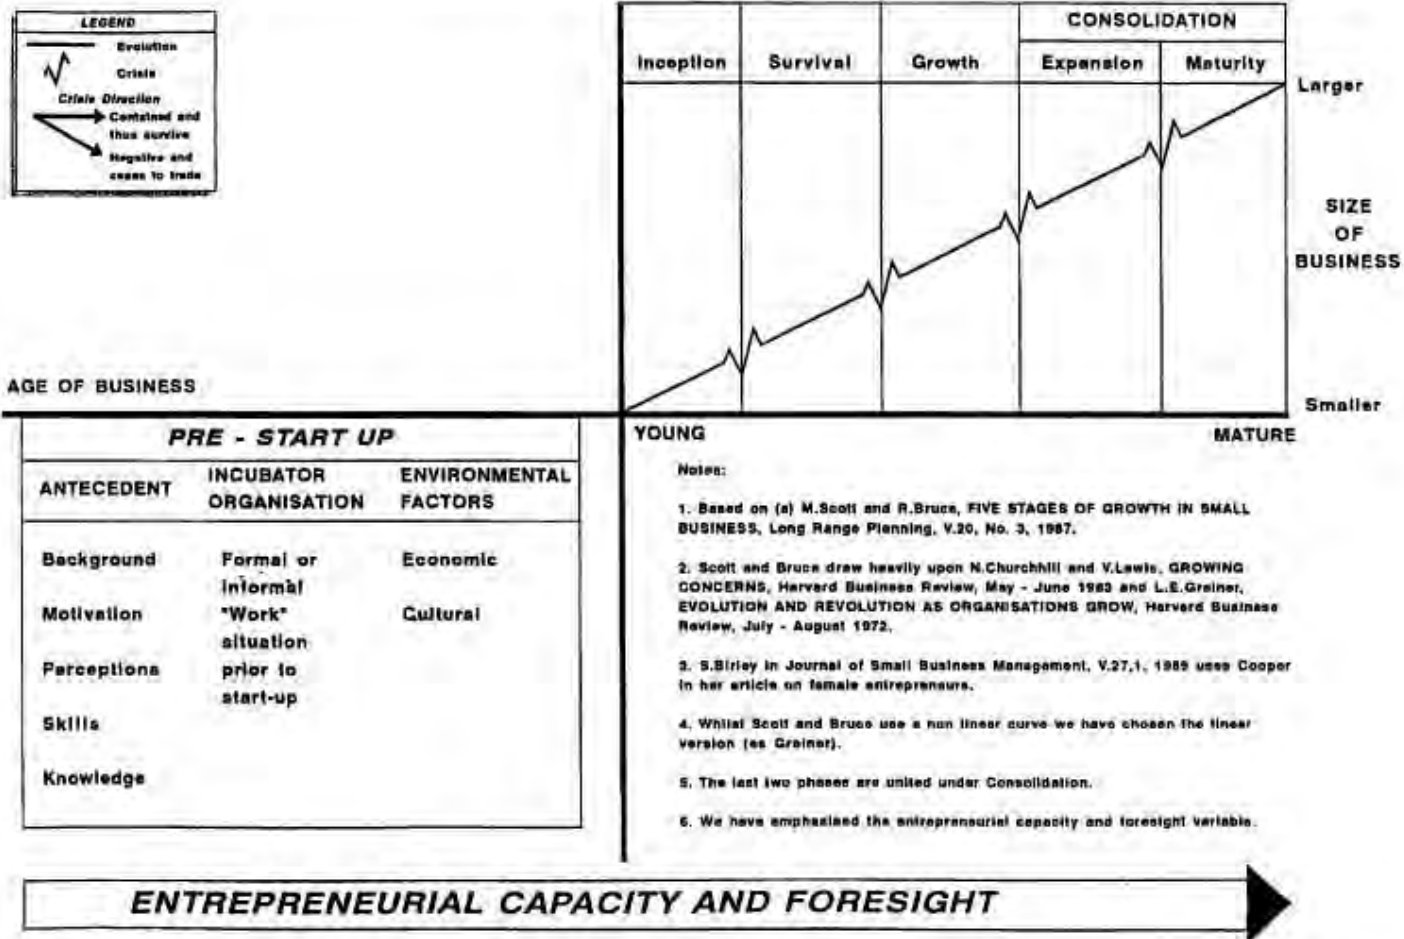 LEGEND
Evolution
Crisis
Crisis Direction
Contained and
thus survive
Negative and
cease to trade
CONSOLIDATION
Inception
Survival
Growth
Expansion
Maturity
Larger
SIZE
OF
BUSINESS
Smaller
AGE OF BUSINESS
YOUNG
MATURE
PRE - START UP
ANTECEDENT
INCUBATOR
ORGANISATION
ENVIRONMENTAL
FACTORS
Background
Motivation
Perceptions
Skills
Knowledge
Formal or
informal
"Work"
situation
prior to
start-up
Economic
Cultural
Notes:
1. Based on (a) M.Scott and R.Bruce, FIVE STAGES OF GROWTH IN SMALL
BUSINESS, Long Range Planning, V.20, No. 3, 1987.
2. Scott and Bruce draw heavily upon N.Churchhill and V.Lewis, GROWING
CONCERNS, Harvard Business Review, May - June 1983 and L.E.Greiner,
EVOLUTION AND REVOLUTION AS ORGANISATIONS GROW, Harvard Business
Review, July - August 1972.
3. S.Birley in Journal of Small Business Management, V.27,1, 1989 uses Cooper
in her article on female entrepreneurs.
4. Whilst Scott and Bruce use a non linear curve we have chosen the linear
version (as Greiner).
5. The last two phases are united under Consolidation.
6. We have emphasised the entrepreneurial capacity and foresight variable.
ENTREPRENEURIAL CAPACITY AND FORESIGHT